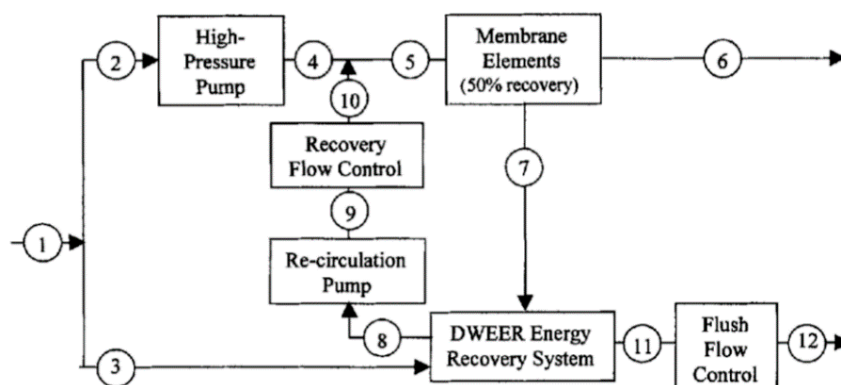 2
High-
Pressure
Pump
4
5
Membrane
Elements
(50% recovery)
6
10
Recovery
Flow Control
7
9
1
Re-circulation
Pump
8
3
DWEER Energy
Recovery System
11
Flush
Flow
Control
12